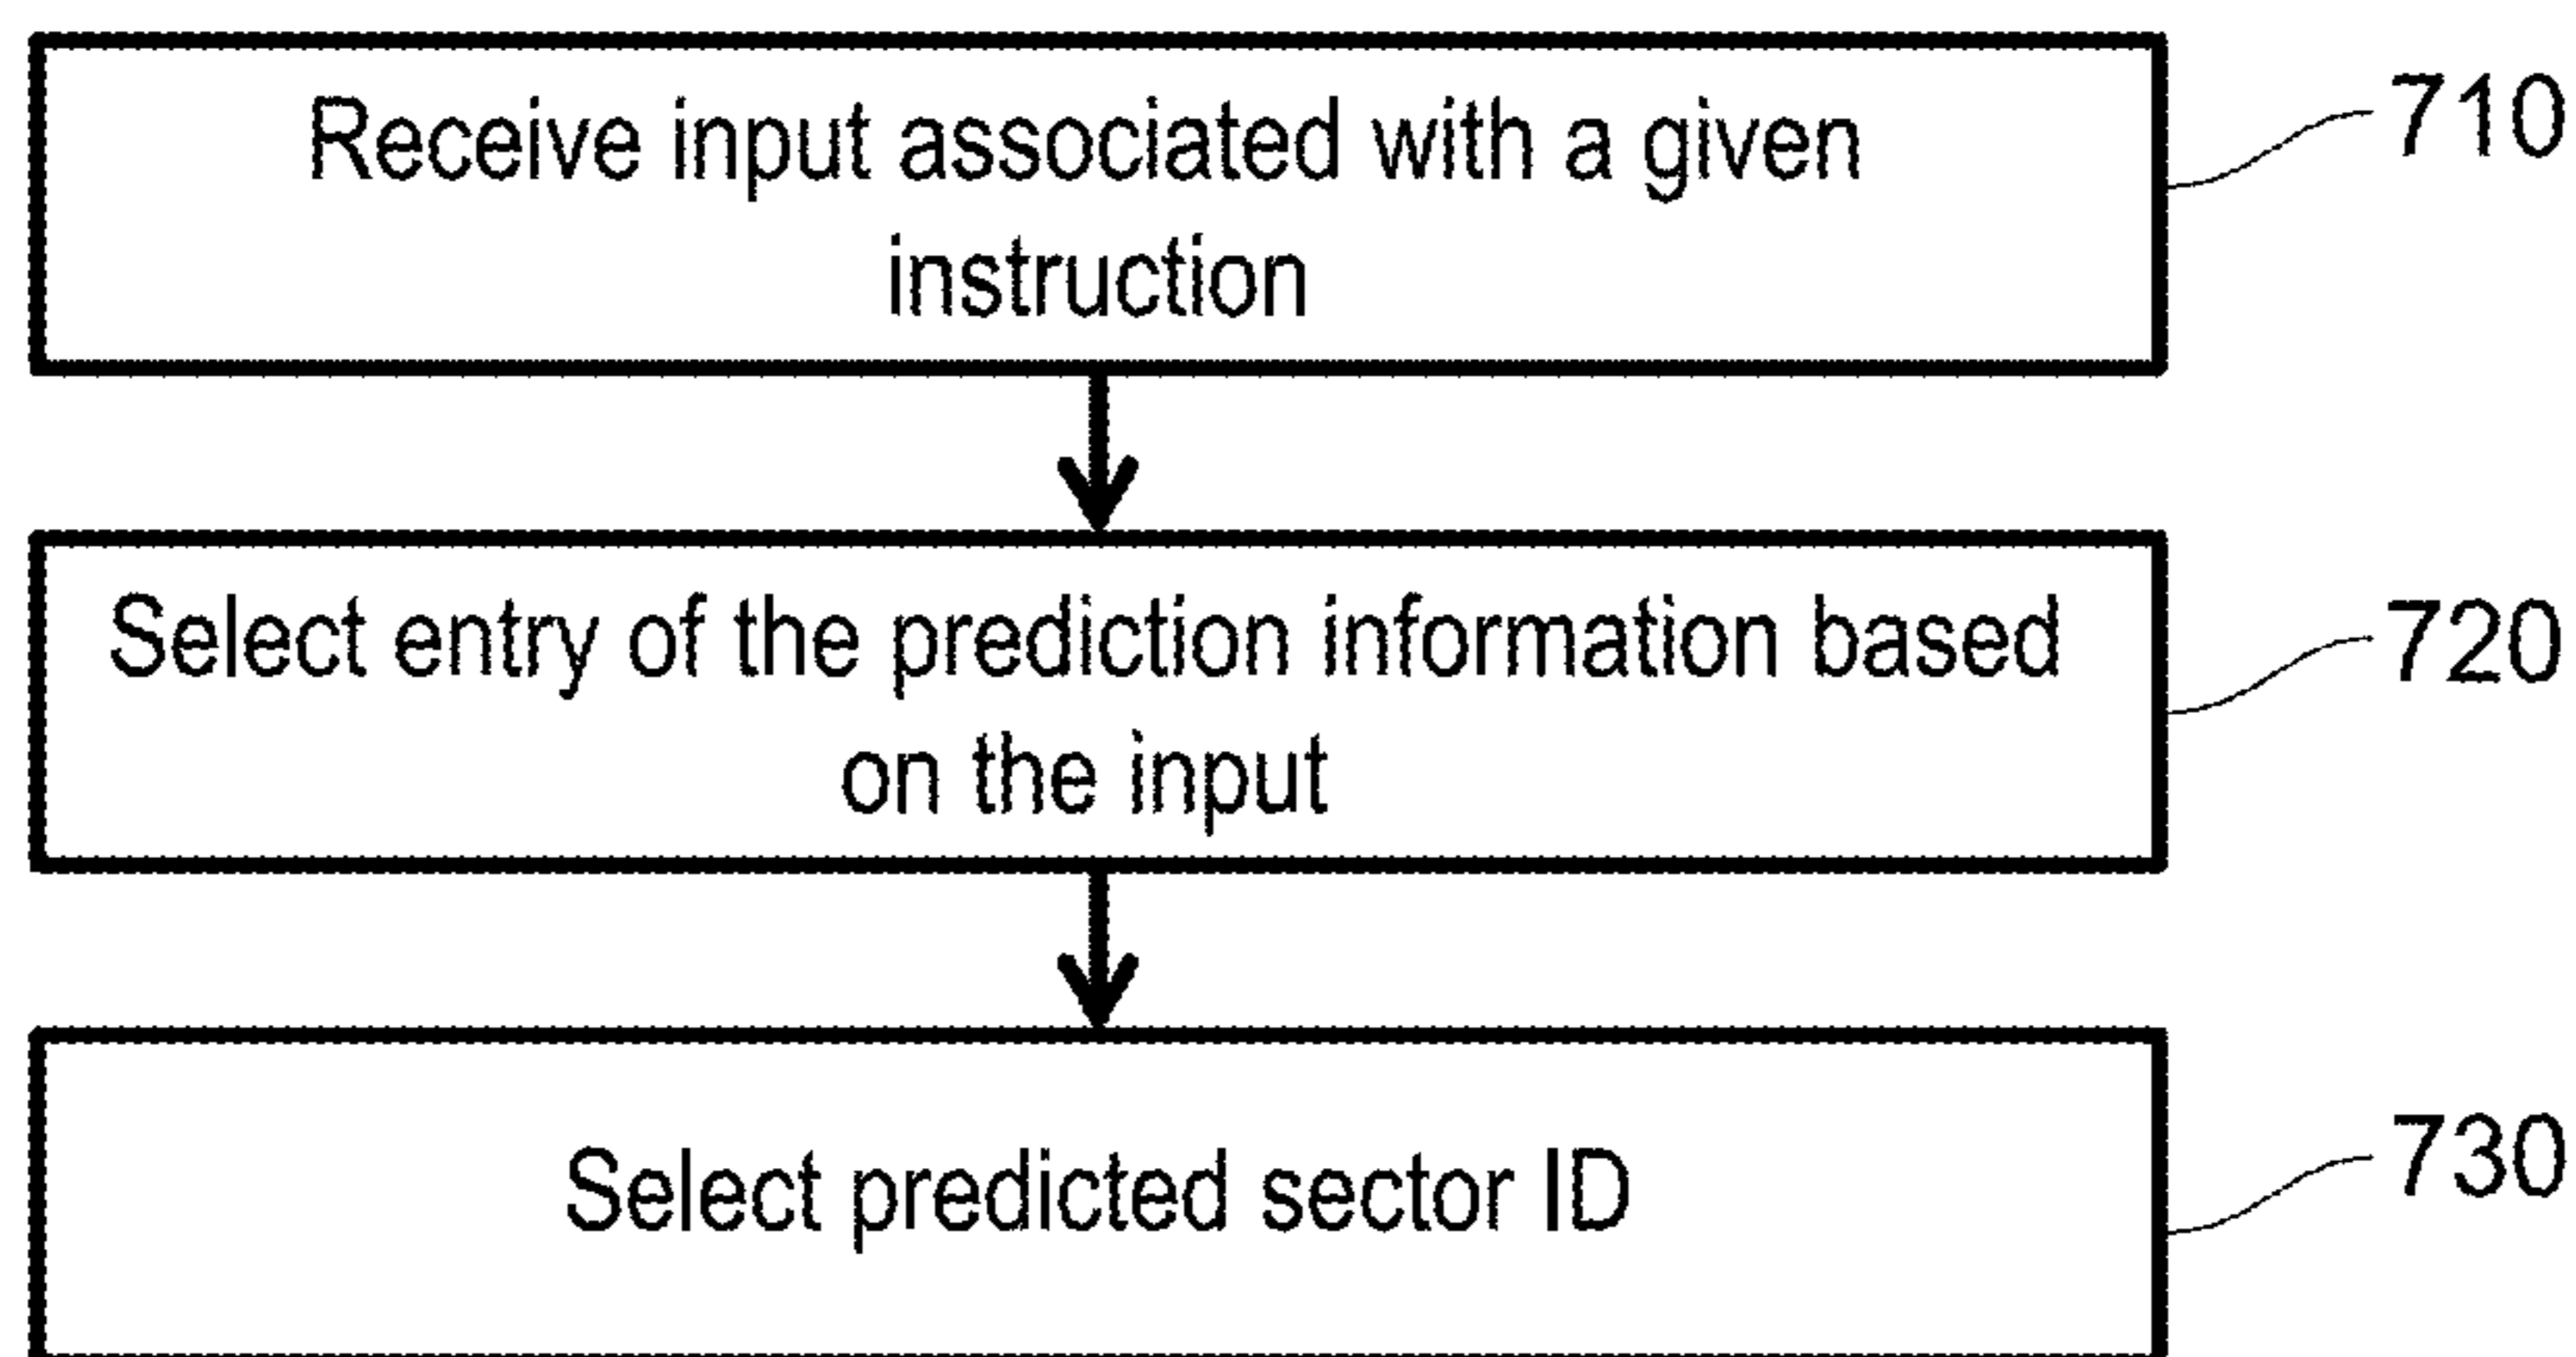 Receive input associated with a given
instruction
710
Select entry of the prediction information based
on the input
720
Select predicted sector ID
730